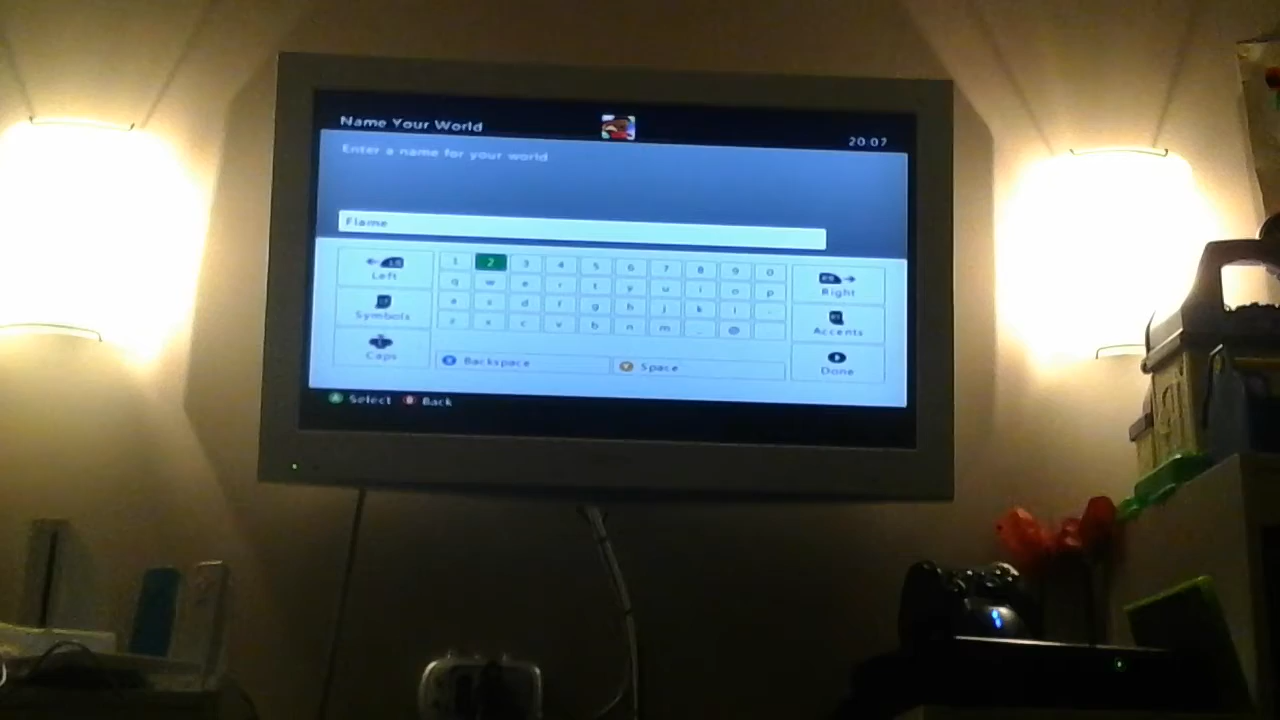 Name Your World
20:07
Enter a name for your world
Flame
Left
1 2 3 4 5 6 7 8 9 0
Right
q w e r t y u i o p
Symbols
a s d f g h j k l
Accents
z x c v b n m _ @
Caps
Backspace
Space
Done
A Select B Back